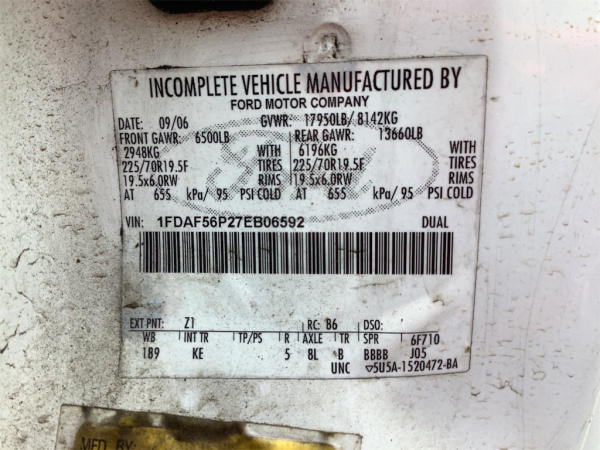 INCOMPLETE VEHICLE MANUFACTURED BY
FORD MOTOR COMPANY
DATE: 09/06 GVWR: 17950LB/ 8142KG
FRONT GAWR: 6500LB REAR GAWR: 13660LB
2948KG WITH 6196KG WITH
225/70R19.5F TIRES 225/70R19.5F TIRES
19.5x6.0RW RIMS 19.5x6.0RW RIMS
AT 655 kPa/ 95 PSI COLD AT 655 kPa/ 95 PSI COLD
VIN: 1FDAF56P27EB06592 DUAL
EXT PNT: Z1 RC: B6 DSO:
WB INT TR TP/PS R AXLE TR SPR 6F710
189 KE 5 8L B BBBB J05
UNC ▽5U5A-1520472-BA
MFD. BY: